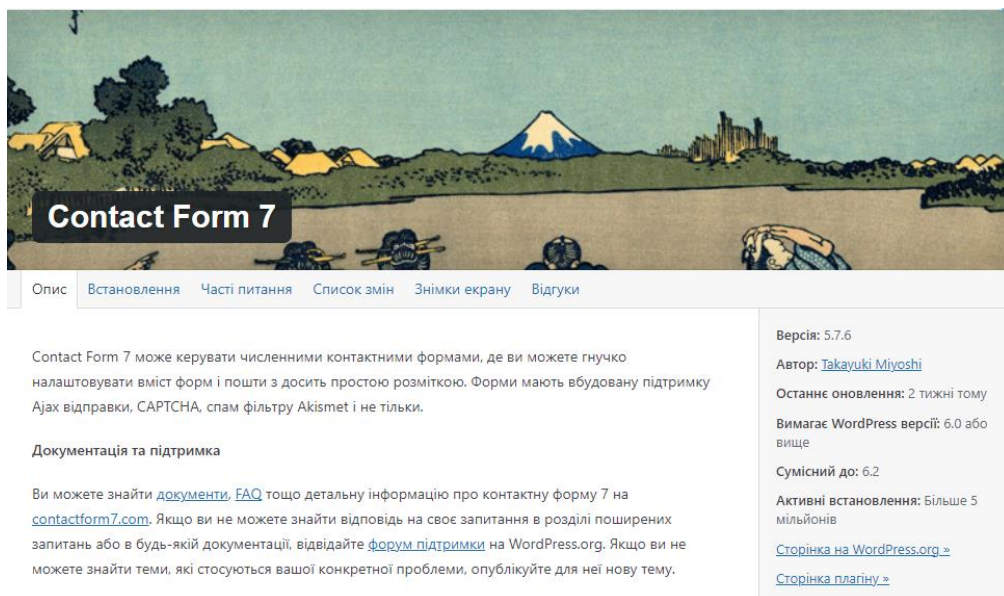 Contact Form 7
Опис Встановлення Часті питання Список змін Знімки екрану Відгуки
Contact Form 7 може керувати численними контактними формами, де ви можете гнучко
налаштовувати вміст форм і пошти з досить простою розміткою. Форми мають вбудовану підтримку
Ajax відправки, CAPTCHA, спам фільтру Akismet і не тільки.
Документація та підтримка
Ви можете знайти документи, FAQ тощо детальну інформацію про контактну форму 7 на
contactform7.com. Якщо ви не можете знайти відповідь на своє запитання в розділі поширених
запитань або в будь-якій документації, відвідайте форум підтримки на WordPress.org. Якщо ви не
можете знайти теми, які стосуються вашої конкретної проблеми, опублікуйте для неї нову тему.
Версія: 5.7.6
Автор: Takayuki Miyoshi
Останнє оновлення: 2 тижні тому
Вимагає WordPress версії: 6.0 або
вище
Сумісний до: 6.2
Активні встановлення: Більше 5
мільйонів
Сторінка на WordPress.org »
Сторінка плагіну »